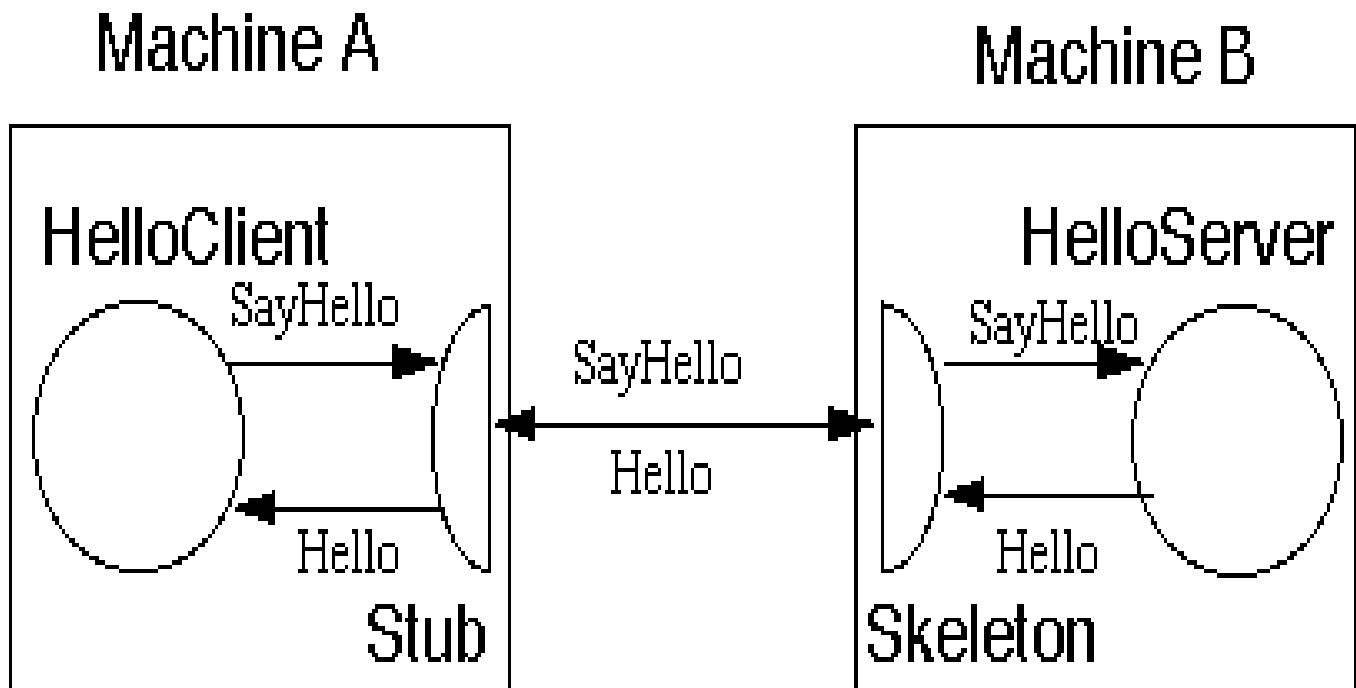 Machine A
Machine B
HelloClient
SayHello
Hello
Stub
SayHello
Hello
HelloServer
SayHello
Hello
Skeleton